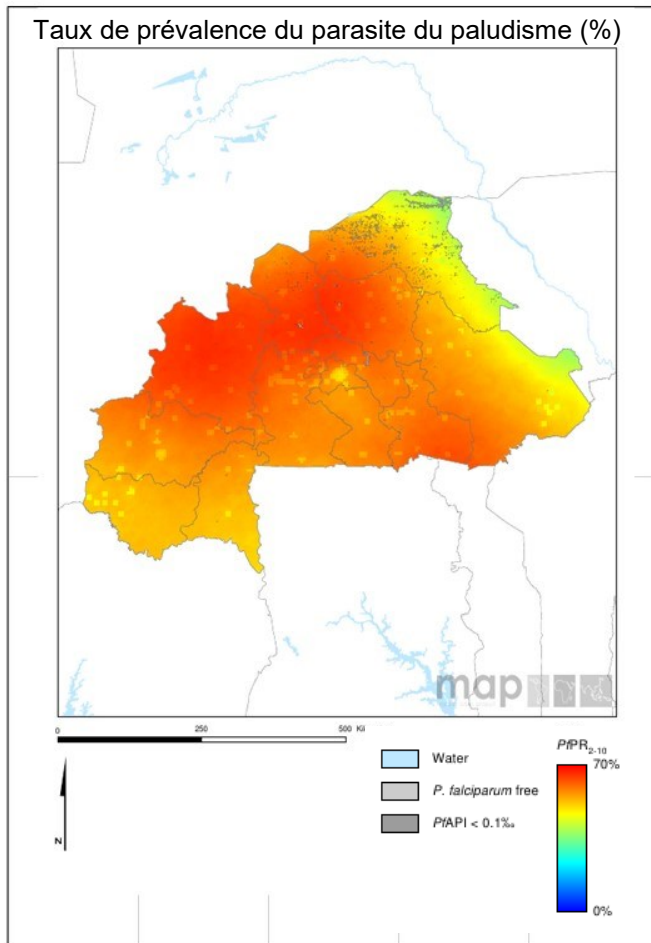 Taux de prévalence du parasite du paludisme (%)
map
0 250 500 Kil
Water
P. falciparum free
PfAPI < 0.1‰
PfPR2-10
70%
0%
N